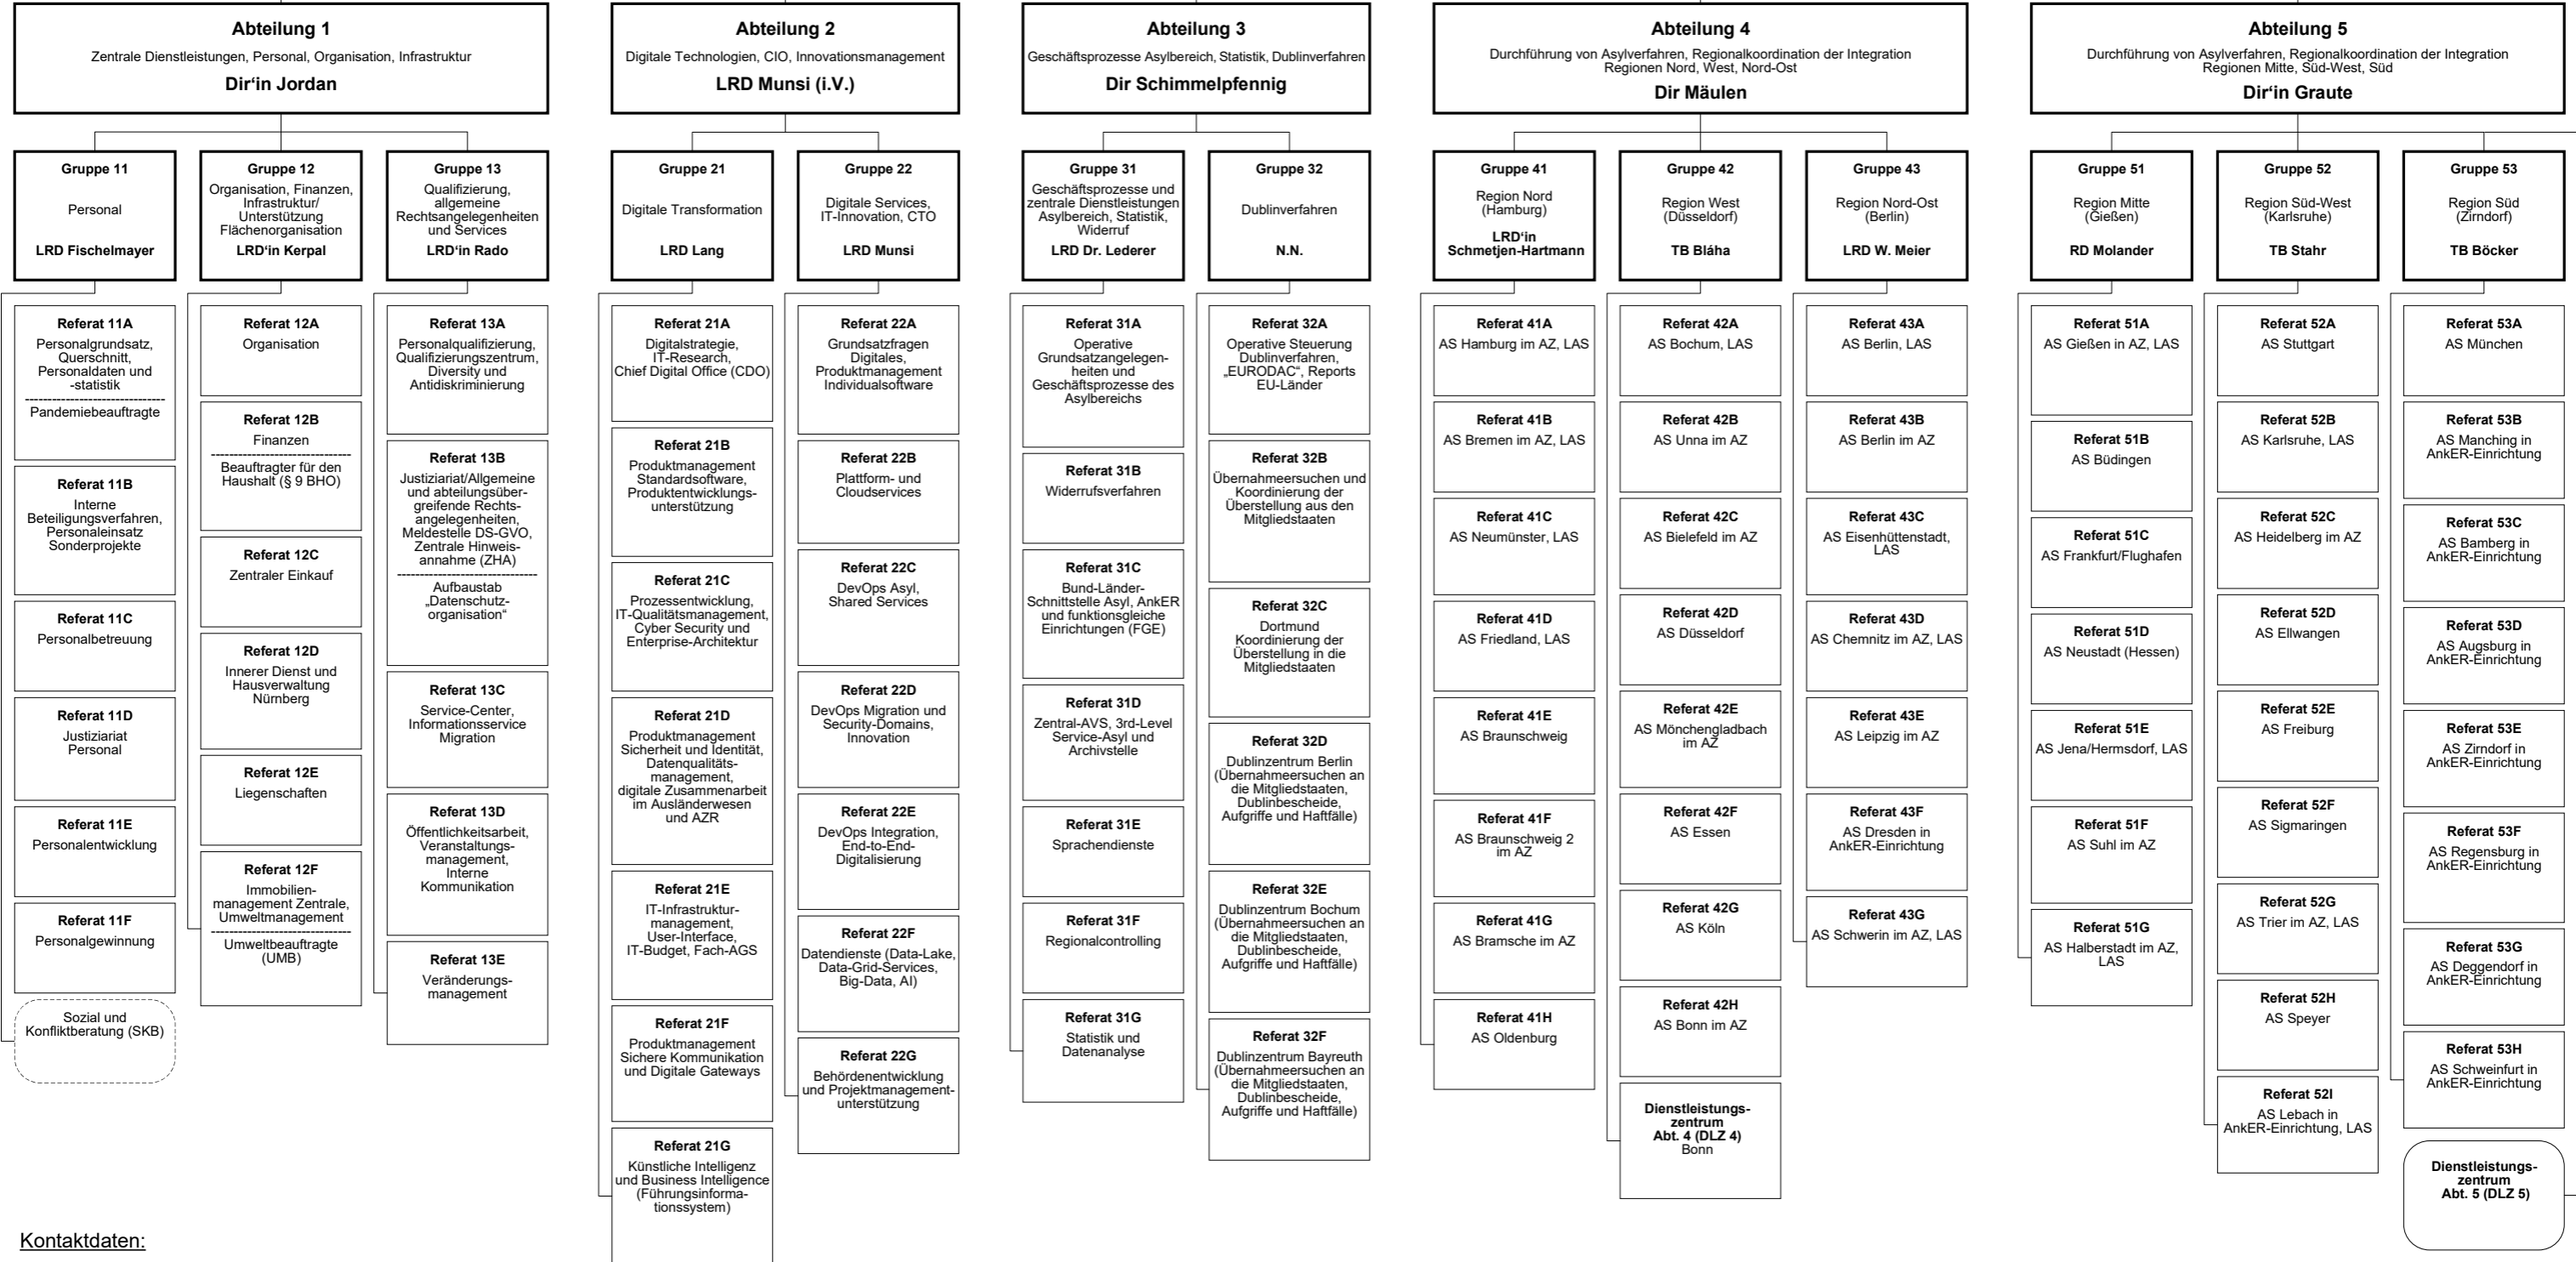 Abteilung 1
Zentrale Dienstleistungen, Personal, Organisation, Infrastruktur
Dir‘in Jordan
Gruppe 11
Personal
LRD Fischelmayer
Referat 11A
Personalgrundsatz,
Querschnitt,
Personaldaten und
-statistik
-------------------------------
Pandemiebeauftragte
Referat 11B
Interne
Beteiligungsverfahren,
Personaleinsatz
Sonderprojekte
Referat 11C
Personalbetreuung
Referat 11D
Justiziariat
Personal
Referat 11E
Personalentwicklung
Referat 11F
Personalgewinnung
Sozial und
Konfliktberatung (SKB)
Gruppe 12
Organisation, Finanzen,
Infrastruktur/
Unterstützung
Flächenorganisation
LRD‘in Kerpal
Referat 12A
Organisation
Referat 12B
Finanzen
-------------------------------
Beauftragter für den
Haushalt (§ 9 BHO)
Referat 12C
Zentraler Einkauf
Referat 12D
Innerer Dienst und
Hausverwaltung
Nürnberg
Referat 12E
Liegenschaften
Referat 12F
Immobilien-
management Zentrale,
Umweltmanagement
-------------------------------
Umweltbeauftragte
(UMB)
Gruppe 13
Qualifizierung,
allgemeine
Rechtsangelegenheiten
und Services
LRD‘in Rado
Referat 13A
Personalqualifizierung,
Qualifizierungszentrum,
Diversity und
Antidiskriminierung
Referat 13B
Justiziariat/Allgemeine
und abteilungsüber-
greifende Rechts-
angelegenheiten,
Meldestelle DS-GVO,
Zentrale Hinweis-
annahme (ZHA)
-------------------------------
Aufbaustab
„Datenschutz-
organisation“
Referat 13C
Service-Center,
Informationsservice
Migration
Referat 13D
Öffentlichkeitsarbeit,
Veranstaltungs-
management,
Interne
Kommunikation
Referat 13E
Veränderungs-
management
Abteilung 2
Digitale Technologien, CIO, Innovationsmanagement
LRD Munsi (i.V.)
Gruppe 21
Digitale Transformation
LRD Lang
Referat 21A
Digitalstrategie,
IT-Research,
Chief Digital Office (CDO)
Referat 21B
Produktmanagement
Standardsoftware,
Produktentwicklungs-
unterstützung
Referat 21C
Prozessentwicklung,
IT-Qualitätsmanagement,
Cyber Security und
Enterprise-Architektur
Referat 21D
Produktmanagement
Sicherheit und Identität,
Datenqualitäts-
management,
digitale Zusammenarbeit
im Ausländerwesen
und AZR
Referat 21E
IT-Infrastruktur-
management,
User-Interface,
IT-Budget, Fach-AGS
Referat 21F
Produktmanagement
Sichere Kommunikation
und Digitale Gateways
Referat 21G
Künstliche Intelligenz
und Business Intelligence
(Führungsinforma-
tionssystem)
Gruppe 22
Digitale Services,
IT-Innovation, CTO
LRD Munsi
Referat 22A
Grundsatzfragen
Digitales,
Produktmanagement
Individualsoftware
Referat 22B
Plattform- und
Cloudservices
Referat 22C
DevOps Asyl,
Shared Services
Referat 22D
DevOps Migration und
Security-Domains,
Innovation
Referat 22E
DevOps Integration,
End-to-End-
Digitalisierung
Referat 22F
Datendienste (Data-Lake,
Data-Grid-Services,
Big-Data, AI)
Referat 22G
Behördenentwicklung
und Projektmanagement-
unterstützung
Abteilung 3
Geschäftsprozesse Asylbereich, Statistik, Dublinverfahren
Dir Schimmelpfennig
Gruppe 31
Geschäftsprozesse und
zentrale Dienstleistungen
Asylbereich, Statistik,
Widerruf
LRD Dr. Lederer
Referat 31A
Operative
Grundsatzangelegen-
heiten und
Geschäftsprozesse des
Asylbereichs
Referat 31B
Widerrufsverfahren
Referat 31C
Bund-Länder-
Schnittstelle Asyl, AnkER
und funktionsgleiche
Einrichtungen (FGE)
Referat 31D
Zentral-AVS, 3rd-Level
Service-Asyl und
Archivstelle
Referat 31E
Sprachendienste
Referat 31F
Regionalcontrolling
Referat 31G
Statistik und
Datenanalyse
Gruppe 32
Dublinverfahren
N.N.
Referat 32A
Operative Steuerung
Dublinverfahren,
„EURODAC“, Reports
EU-Länder
Referat 32B
Übernahmeersuchen und
Koordinierung der
Überstellung aus den
Mitgliedstaaten
Referat 32C
Dortmund
Koordinierung der
Überstellung in die
Mitgliedstaaten
Referat 32D
Dublinzentrum Berlin
(Übernahmeersuchen an
die Mitgliedstaaten,
Dublinbescheide,
Aufgriffe und Haftfälle)
Referat 32E
Dublinzentrum Bochum
(Übernahmeersuchen an
die Mitgliedstaaten,
Dublinbescheide,
Aufgriffe und Haftfälle)
Referat 32F
Dublinzentrum Bayreuth
(Übernahmeersuchen an
die Mitgliedstaaten,
Dublinbescheide,
Aufgriffe und Haftfälle)
Abteilung 4
Durchführung von Asylverfahren, Regionalkoordination der Integration
Regionen Nord, West, Nord-Ost
Dir Mäulen
Gruppe 41
Region Nord
(Hamburg)
LRD‘in
Schmetjen-Hartmann
Referat 41A
AS Hamburg im AZ, LAS
Referat 41B
AS Bremen im AZ, LAS
Referat 41C
AS Neumünster, LAS
Referat 41D
AS Friedland, LAS
Referat 41E
AS Braunschweig
Referat 41F
AS Braunschweig 2
im AZ
Referat 41G
AS Bramsche im AZ
Referat 41H
AS Oldenburg
Gruppe 42
Region West
(Düsseldorf)
TB Bláha
Referat 42A
AS Bochum, LAS
Referat 42B
AS Unna im AZ
Referat 42C
AS Bielefeld im AZ
Referat 42D
AS Düsseldorf
Referat 42E
AS Mönchengladbach
im AZ
Referat 42F
AS Essen
Referat 42G
AS Köln
Referat 42H
AS Bonn im AZ
Dienstleistungs-
zentrum
Abt. 4 (DLZ 4)
Bonn
Gruppe 43
Region Nord-Ost
(Berlin)
LRD W. Meier
Referat 43A
AS Berlin, LAS
Referat 43B
AS Berlin im AZ
Referat 43C
AS Eisenhüttenstadt,
LAS
Referat 43D
AS Chemnitz im AZ, LAS
Referat 43E
AS Leipzig im AZ
Referat 43F
AS Dresden in
AnkER-Einrichtung
Referat 43G
AS Schwerin im AZ, LAS
Abteilung 5
Durchführung von Asylverfahren, Regionalkoordination der Integration
Regionen Mitte, Süd-West, Süd
Dir‘in Graute
Gruppe 51
Region Mitte
(Gießen)
RD Molander
Referat 51A
AS Gießen in AZ, LAS
Referat 51B
AS Büdingen
Referat 51C
AS Frankfurt/Flughafen
Referat 51D
AS Neustadt (Hessen)
Referat 51E
AS Jena/Hermsdorf, LAS
Referat 51F
AS Suhl im AZ
Referat 51G
AS Halberstadt im AZ,
LAS
Gruppe 52
Region Süd-West
(Karlsruhe)
TB Stahr
Referat 52A
AS Stuttgart
Referat 52B
AS Karlsruhe, LAS
Referat 52C
AS Heidelberg im AZ
Referat 52D
AS Ellwangen
Referat 52E
AS Freiburg
Referat 52F
AS Sigmaringen
Referat 52G
AS Trier im AZ, LAS
Referat 52H
AS Speyer
Referat 52I
AS Lebach in
AnkER-Einrichtung, LAS
Gruppe 53
Region Süd
(Zirndorf)
TB Böcker
Referat 53A
AS München
Referat 53B
AS Manching in
AnkER-Einrichtung
Referat 53C
AS Bamberg in
AnkER-Einrichtung
Referat 53D
AS Augsburg in
AnkER-Einrichtung
Referat 53E
AS Zirndorf in
AnkER-Einrichtung
Referat 53F
AS Regensburg in
AnkER-Einrichtung
Referat 53G
AS Deggendorf in
AnkER-Einrichtung
Referat 53H
AS Schweinfurt in
AnkER-Einrichtung
Dienstleistungs-
zentrum
Abt. 5 (DLZ 5)
Kontaktdaten: